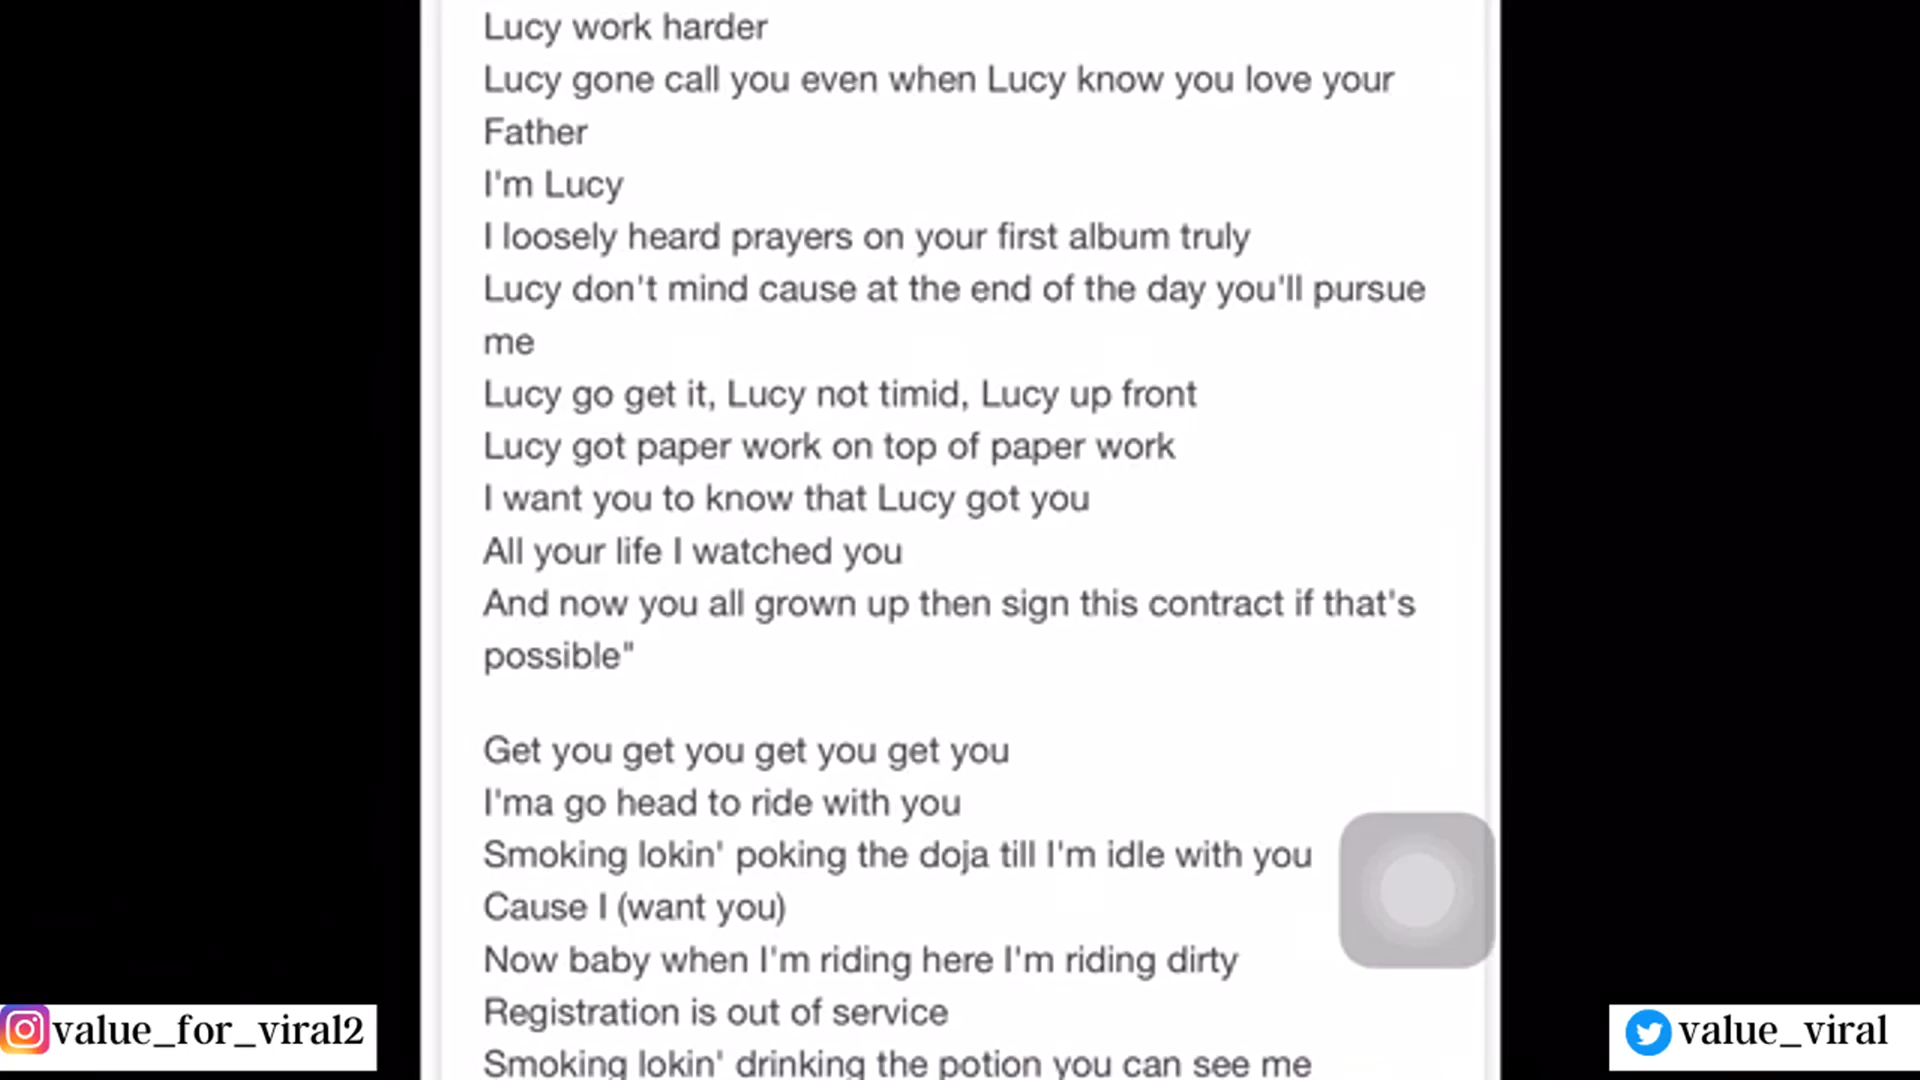 Lucy work harder
Lucy gone call you even when Lucy know you love your
Father
I'm Lucy
I loosely heard prayers on your first album truly
Lucy don't mind cause at the end of the day you'll pursue
me
Lucy go get it, Lucy not timid, Lucy up front
Lucy got paper work on top of paper work
I want you to know that Lucy got you
All your life I watched you
And now you all grown up then sign this contract if that's
possible"
Get you get you get you get you
I'ma go head to ride with you
Smoking lokin' poking the doja till I'm idle with you
Cause I (want you)
Now baby when I'm riding here I'm riding dirty
Registration is out of service
Smoking lokin' drinking the potion you can see me
value_for_viral2
value_viral